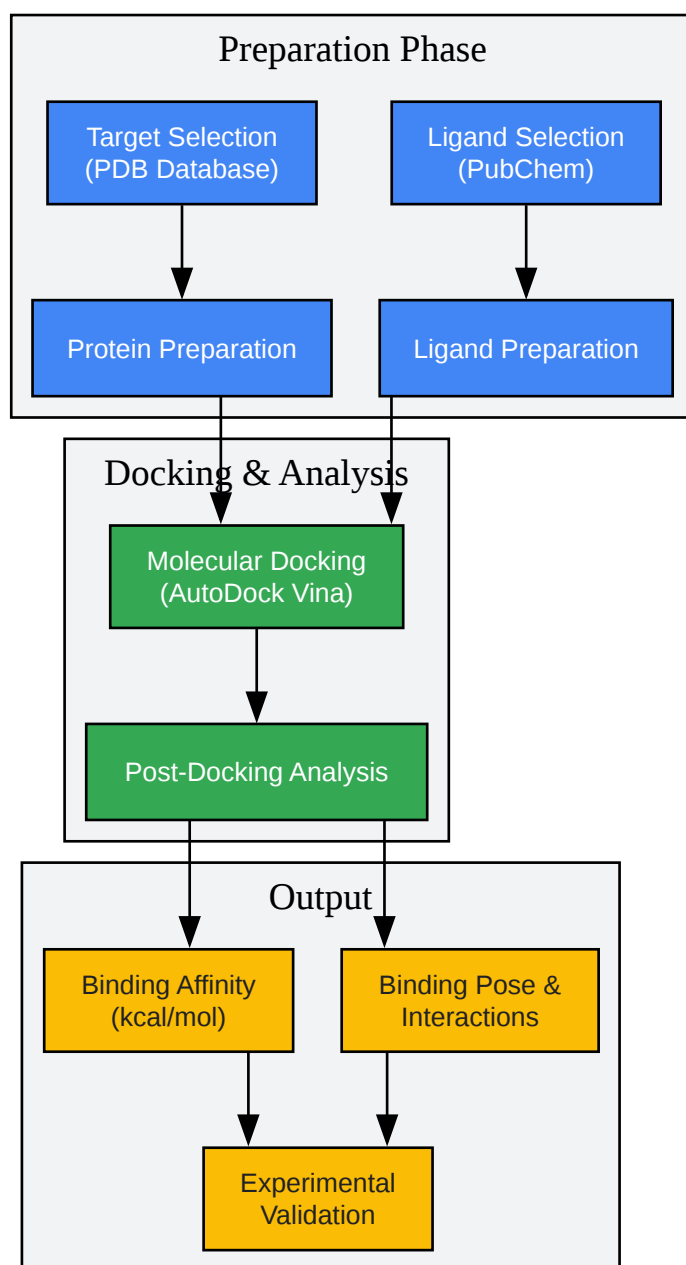 Preparation Phase
Target Selection
(PDB Database)
Ligand Selection
(PubChem)
Protein Preparation
Ligand Preparation
Docking & Analysis
Molecular Docking
(AutoDock Vina)
Post-Docking Analysis
Output
Binding Affinity
(kcal/mol)
Binding Pose &
Interactions
Experimental
Validation